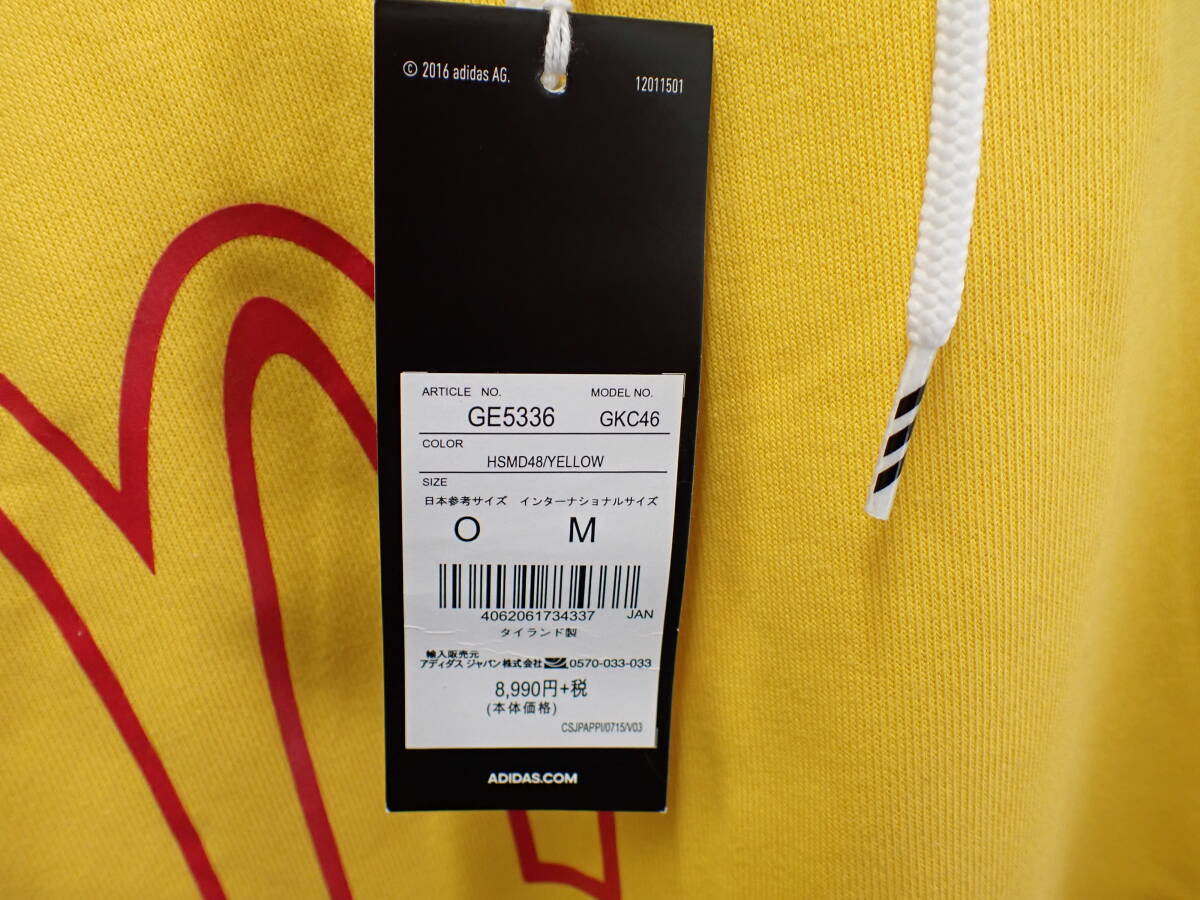 © 2016 adidas AG. 12011501
ARTICLE NO. MODEL NO.
GE5336 GKC46
COLOR
HSMD48/YELLOW
SIZE
日本参考サイズ インターナショナルサイズ
O M
4062061734337 JAN
タイランド製
輸入販売元
アディダス ジャパン株式会社 0570-033-033
8,990円+税
(本体価格)
CSJPAPPI/0715/V03
ADIDAS.COM